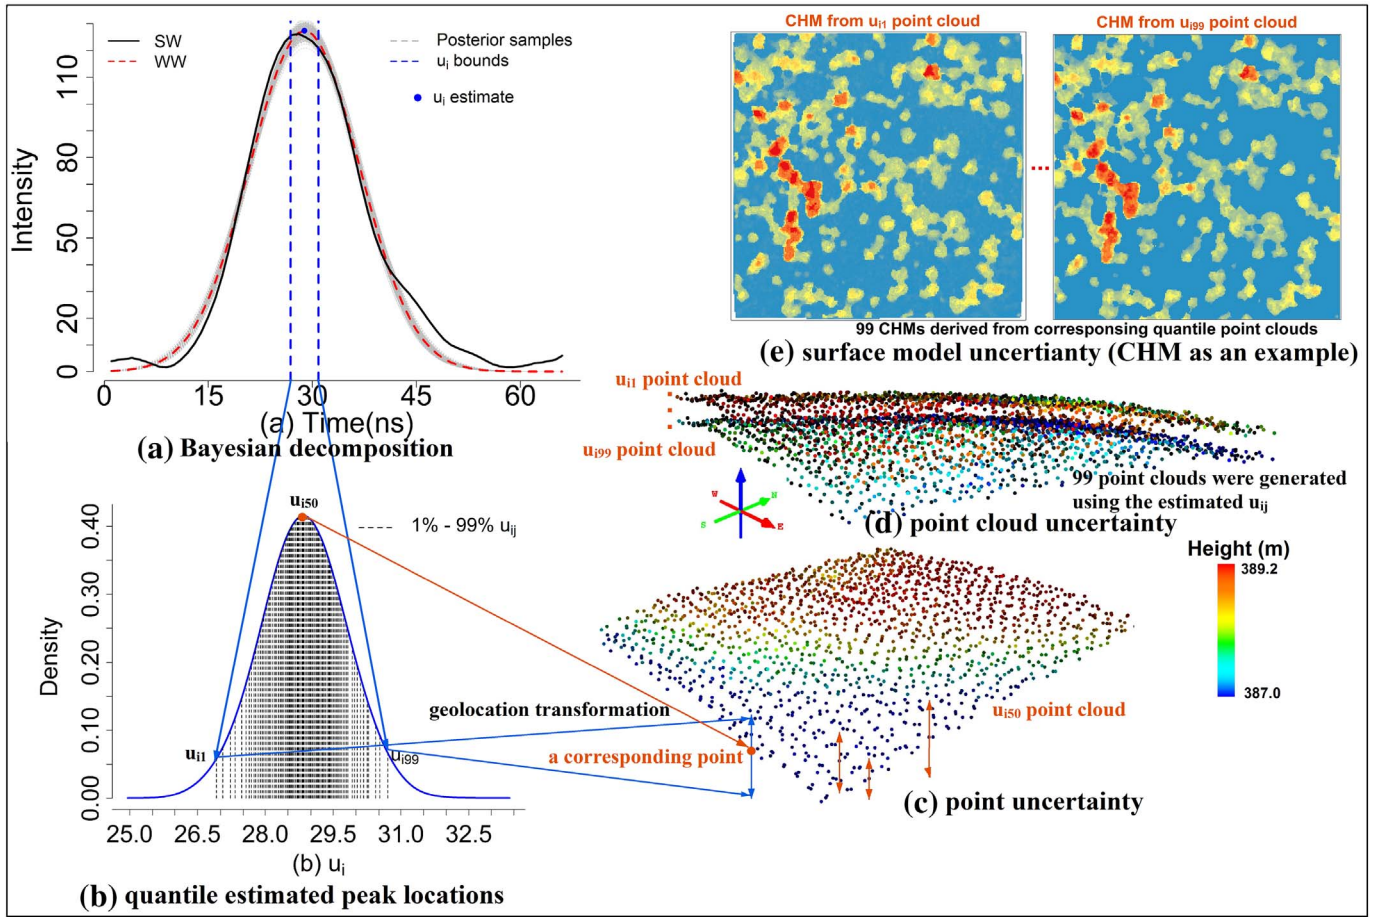 SW
WW
Posterior samples
ui bounds
ui estimate
Intensity
0 20 50 80 110
0 15 30 45 60
(a) Time(ns)
(a) Bayesian decomposition
CHM from ui1 point cloud
CHM from ui99 point cloud
...
99 CHMs derived from corresponsing quantile point clouds
(e) surface model uncertianty (CHM as an example)
ui1 point cloud
ui99 point cloud
99 point clouds were generated
using the estimated uij
W N
S E
(d) point cloud uncertainty
ui50
1% - 99% uij
Density
0.00 0.10 0.20 0.30 0.40
ui1
ui99
25.0 26.5 28.0 29.5 31.0 32.5
(b) ui
(b) quantile estimated peak locations
geolocation transformation
a corresponding point
ui50 point cloud
(c) point uncertainty
Height (m)
389.2
387.0